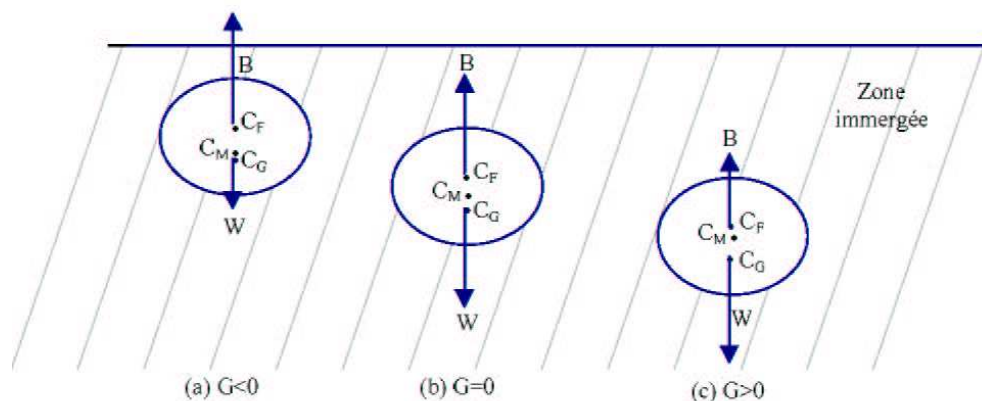 B
C_F
C_M
C_G
W
B
C_F
C_M
C_G
W
Zone
immergée
B
C_F
C_M
C_G
W
(a) G<0
(b) G=0
(c) G>0